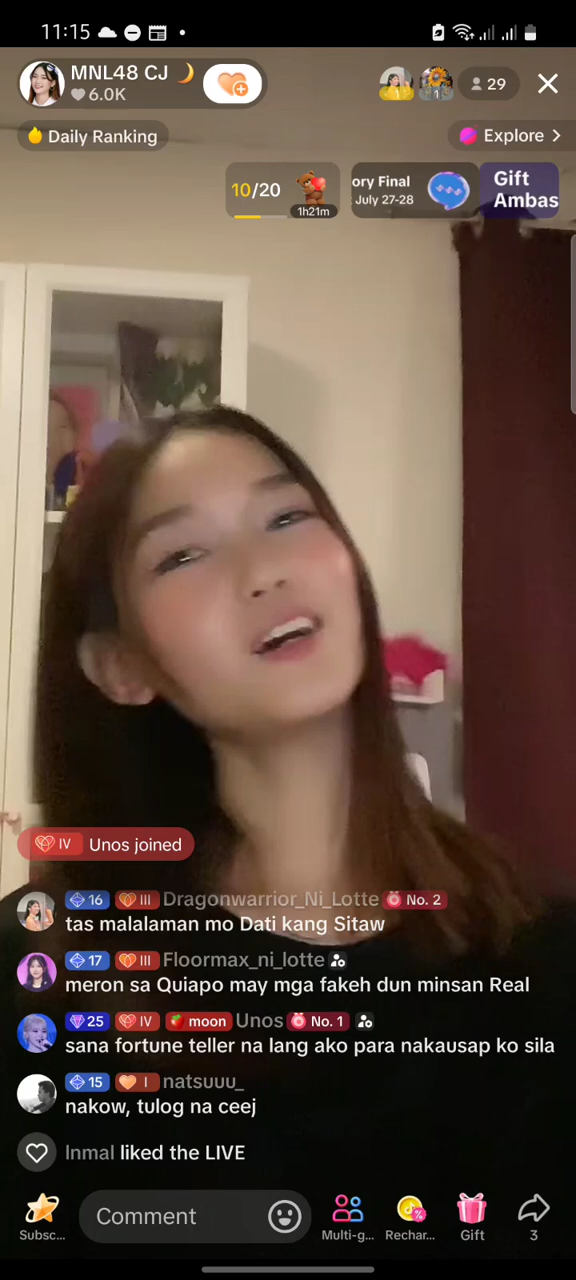 11:15
MNL48 CJ 🌙
6.0K
29
Daily Ranking
Explore >
10/20
1h21m
ory Final
July 27-28
Gift
Ambas
IV Unos joined
16 III Dragonwarrior_Ni_Lotte No. 2
tas malalaman mo Dati kang Sitaw
17 III Floormax_ni_lotte
meron sa Quiapo may mga fakeh dun minsan Real
25 IV moon Unos No. 1
sana fortune teller na lang ako para nakausap ko sila
15 I natsuuu_
nakow, tulog na ceej
Inmal liked the LIVE
Comment
Subsc... Multi-g... Rechar... Gift 3